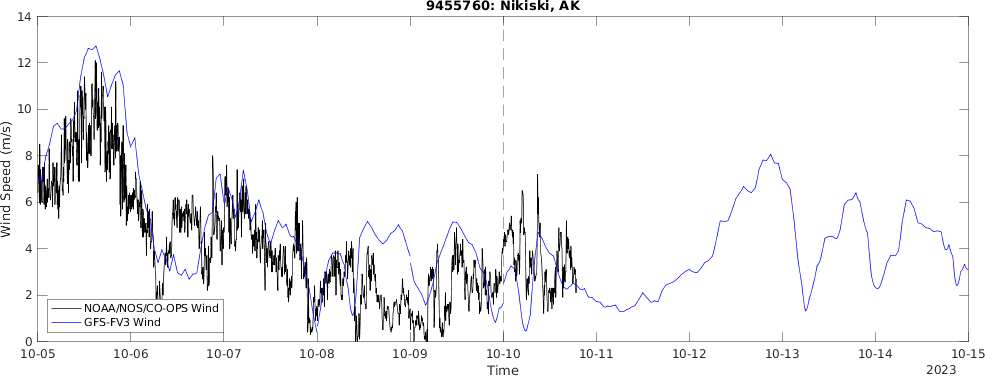 9455760: Nikiski, AK
14
12
10
8
6
4
2
0
Wind Speed (m/s)
NOAA/NOS/CO-OPS Wind
GFS-FV3 Wind
10-05 10-06 10-07 10-08 10-09 10-10 10-11 10-12 10-13 10-14 10-15
Time
2023